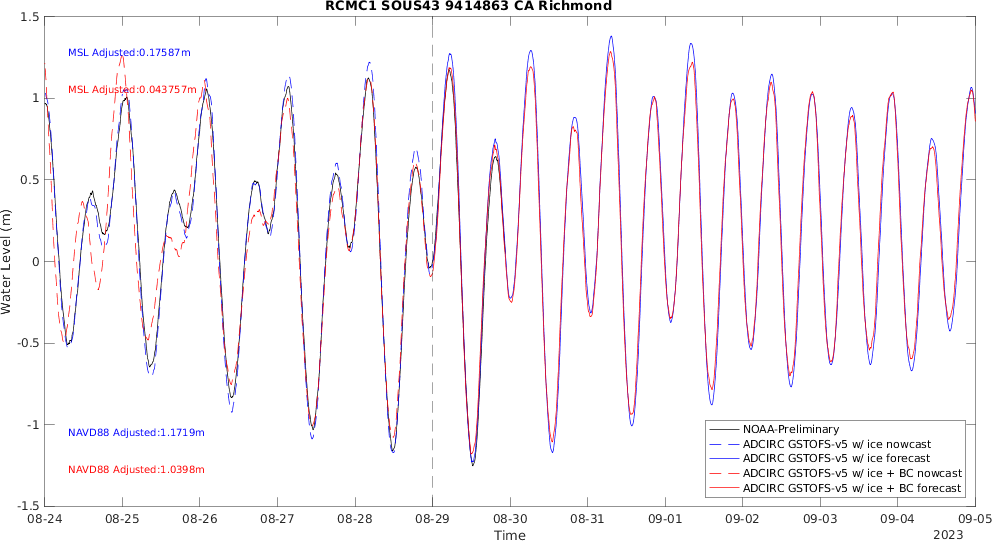 RCMC1 SOUS43 9414863 CA Richmond
1.5
1
0.5
0
-0.5
-1
-1.5
Water Level (m)
MSL Adjusted:0.17587m
MSL Adjusted:0.043757m
NAVD88 Adjusted:1.1719m
NAVD88 Adjusted:1.0398m
NOAA-Preliminary
ADCIRC GSTOFS-v5 w/ ice nowcast
ADCIRC GSTOFS-v5 w/ ice forecast
ADCIRC GSTOFS-v5 w/ ice + BC nowcast
ADCIRC GSTOFS-v5 w/ ice + BC forecast
08-24 08-25 08-26 08-27 08-28 08-29 08-30 08-31 09-01 09-02 09-03 09-04 09-05
Time
2023